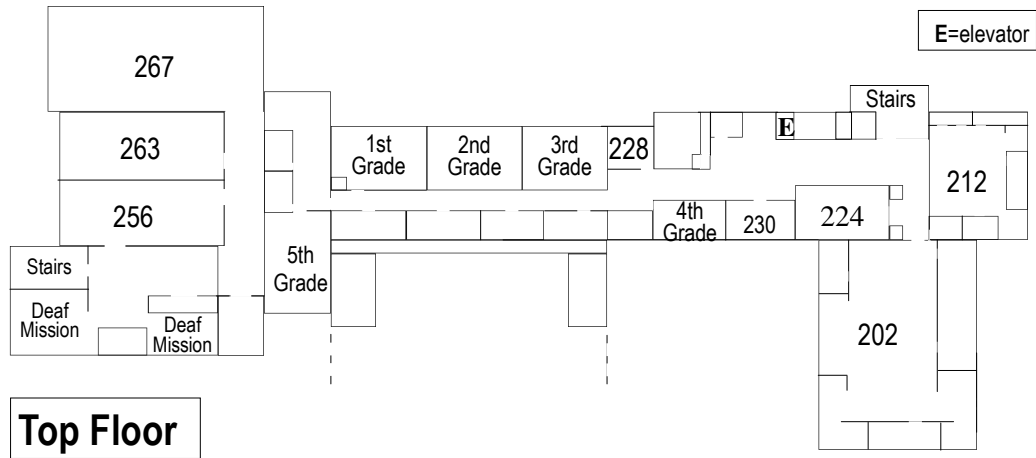 E=elevator
267
Stairs
E
263
1st
Grade
2nd
Grade
3rd
Grade
228
212
256
4th
Grade
230
224
Stairs
5th
Grade
Deaf
Mission
Deaf
Mission
202
Top Floor